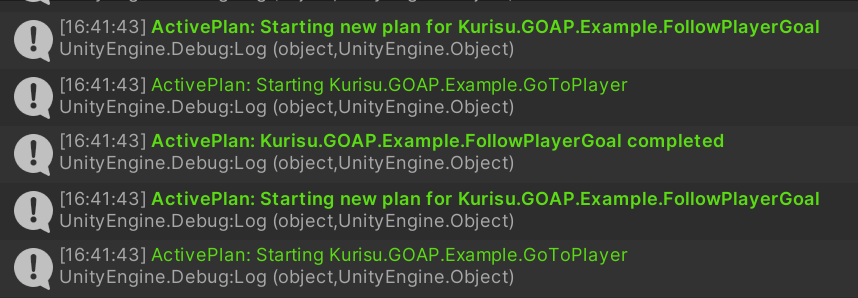 [16:41:43] ActivePlan: Starting new plan for Kurisu.GOAP.Example.FollowPlayerGoal
UnityEngine.Debug:Log (object,UnityEngine.Object)
[16:41:43] ActivePlan: Starting Kurisu.GOAP.Example.GoToPlayer
UnityEngine.Debug:Log (object,UnityEngine.Object)
[16:41:43] ActivePlan: Kurisu.GOAP.Example.FollowPlayerGoal completed
UnityEngine.Debug:Log (object,UnityEngine.Object)
[16:41:43] ActivePlan: Starting new plan for Kurisu.GOAP.Example.FollowPlayerGoal
UnityEngine.Debug:Log (object,UnityEngine.Object)
[16:41:43] ActivePlan: Starting Kurisu.GOAP.Example.GoToPlayer
UnityEngine.Debug:Log (object,UnityEngine.Object)